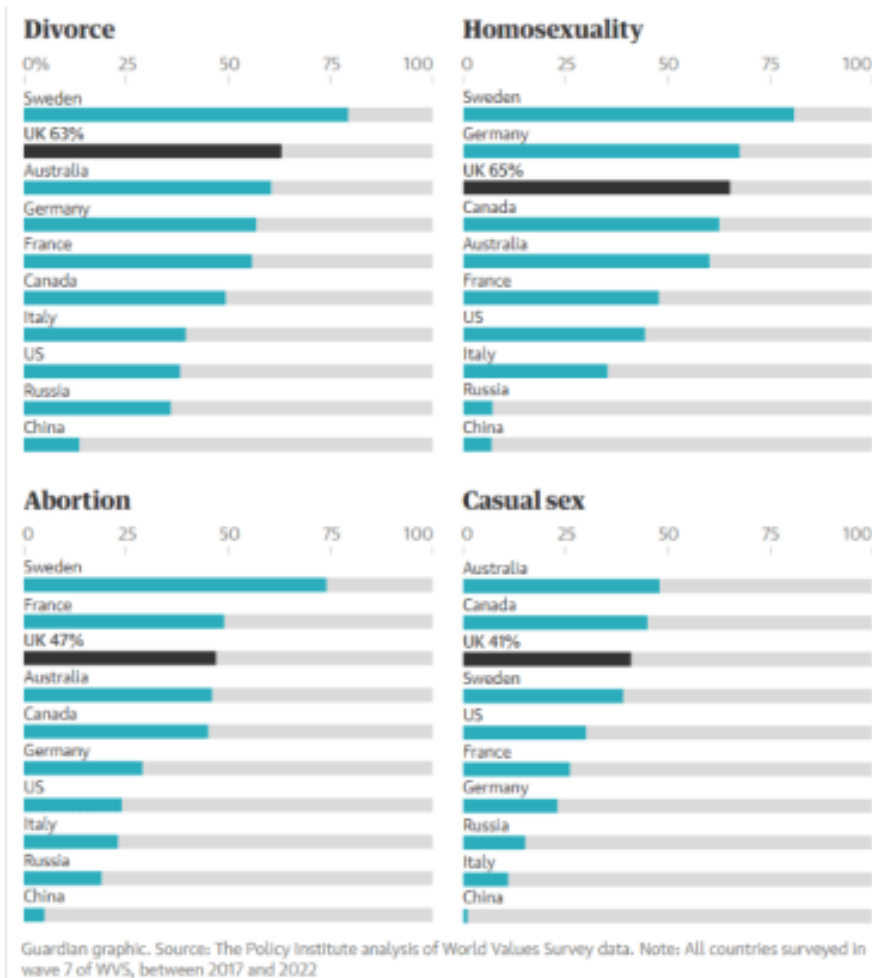 Divorce
0% 25 50 75 100
Sweden
UK 63%
Australia
Germany
France
Canada
Italy
US
Russia
China
Homosexuality
0 25 50 75 100
Sweden
Germany
UK 65%
Canada
Australia
France
US
Italy
Russia
China
Abortion
0 25 50 75 100
Sweden
France
UK 47%
Australia
Canada
Germany
US
Italy
Russia
China
Casual sex
0 25 50 75 100
Australia
Canada
UK 41%
Sweden
US
France
Germany
Russia
Italy
China
Guardian graphic. Source: The Policy Institute analysis of World Values Survey data. Note: All countries surveyed in
wave 7 of WVS, between 2017 and 2022